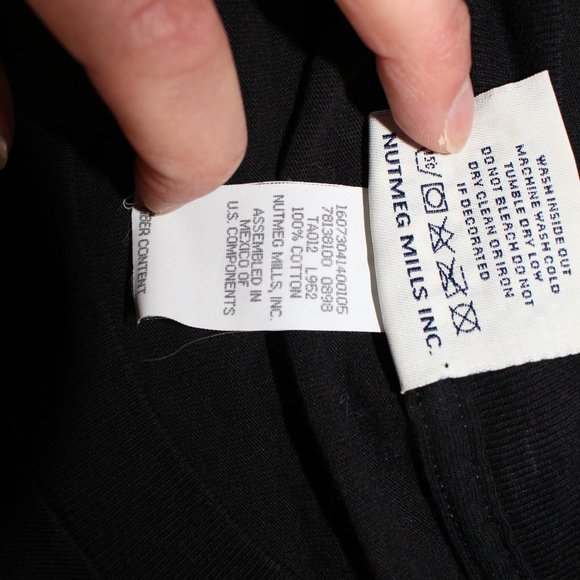 16073041400105
78138100 0898
TA012 L952
100% COTTON
NUTMEG MILLS, INC.
ASSEMBLED IN
MEXICO OF
U.S. COMPONENTS
BER CONTENT
WASH INSIDE OUT
MACHINE WASH COLD
TUMBLE DRY LOW
DO NOT BLEACH DO NOT
DRY CLEAN OR IRON
IF DECORATED
NUTMEG MILLS INC.